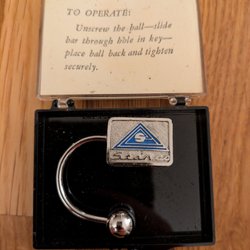 TO OPERATE:
Unscrew the ball—slide
bar through hole in key—
place ball back and tighten
securely.
S